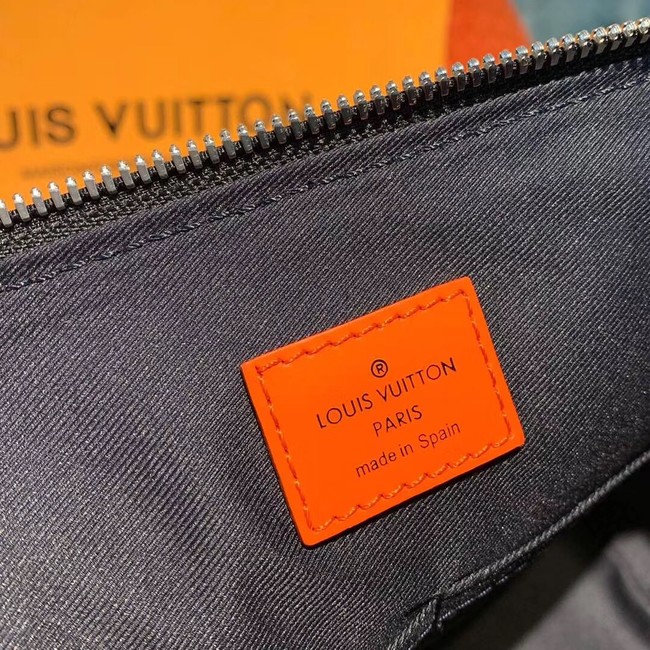 UIS VUITTON
®
LOUIS VUITTON
PARIS
made in Spain